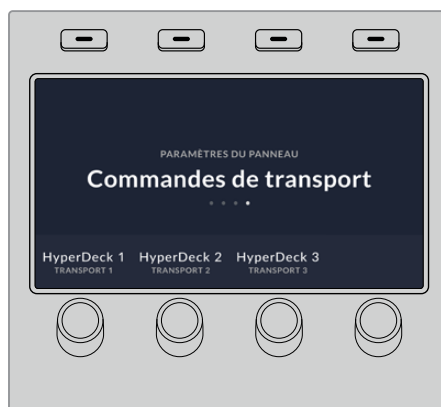 PARAMÈTRES DU PANNEAU
Commandes de transport
HyperDeck 1 HyperDeck 2 HyperDeck 3
TRANSPORT 1 TRANSPORT 2 TRANSPORT 3